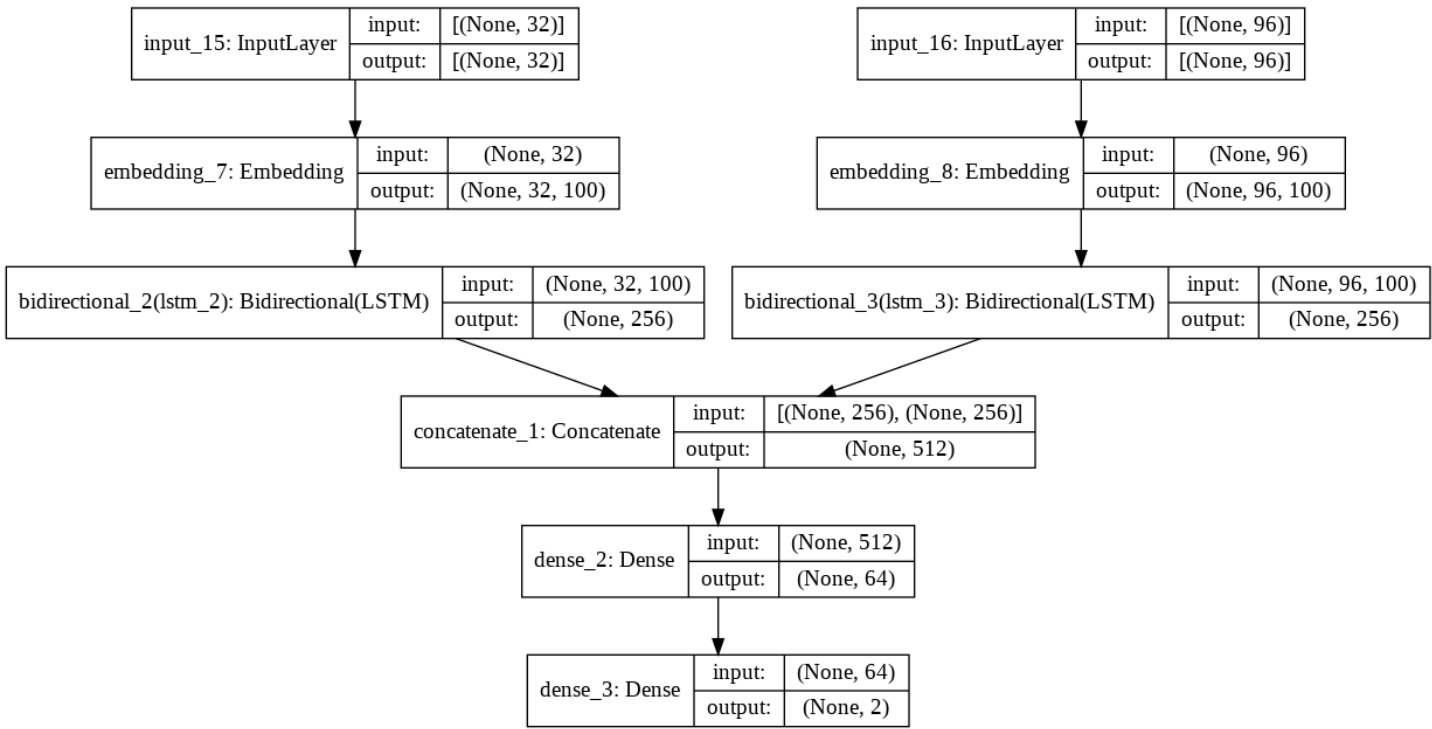 input_15: InputLayer
input: [(None, 32)]
output: [(None, 32)]
input_16: InputLayer
input: [(None, 96)]
output: [(None, 96)]
embedding_7: Embedding
input: (None, 32)
output: (None, 32, 100)
embedding_8: Embedding
input: (None, 96)
output: (None, 96, 100)
bidirectional_2(lstm_2): Bidirectional(LSTM)
input: (None, 32, 100)
output: (None, 256)
bidirectional_3(lstm_3): Bidirectional(LSTM)
input: (None, 96, 100)
output: (None, 256)
concatenate_1: Concatenate
input: [(None, 256), (None, 256)]
output: (None, 512)
dense_2: Dense
input: (None, 512)
output: (None, 64)
dense_3: Dense
input: (None, 64)
output: (None, 2)